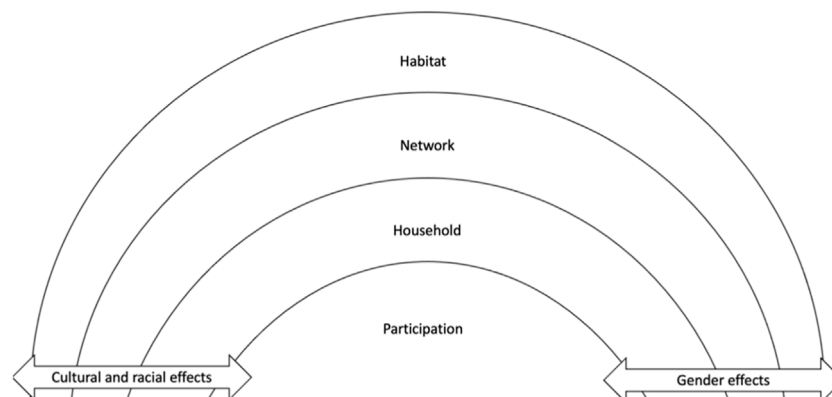 Habitat
Network
Household
Participation
Cultural and racial effects
Gender effects